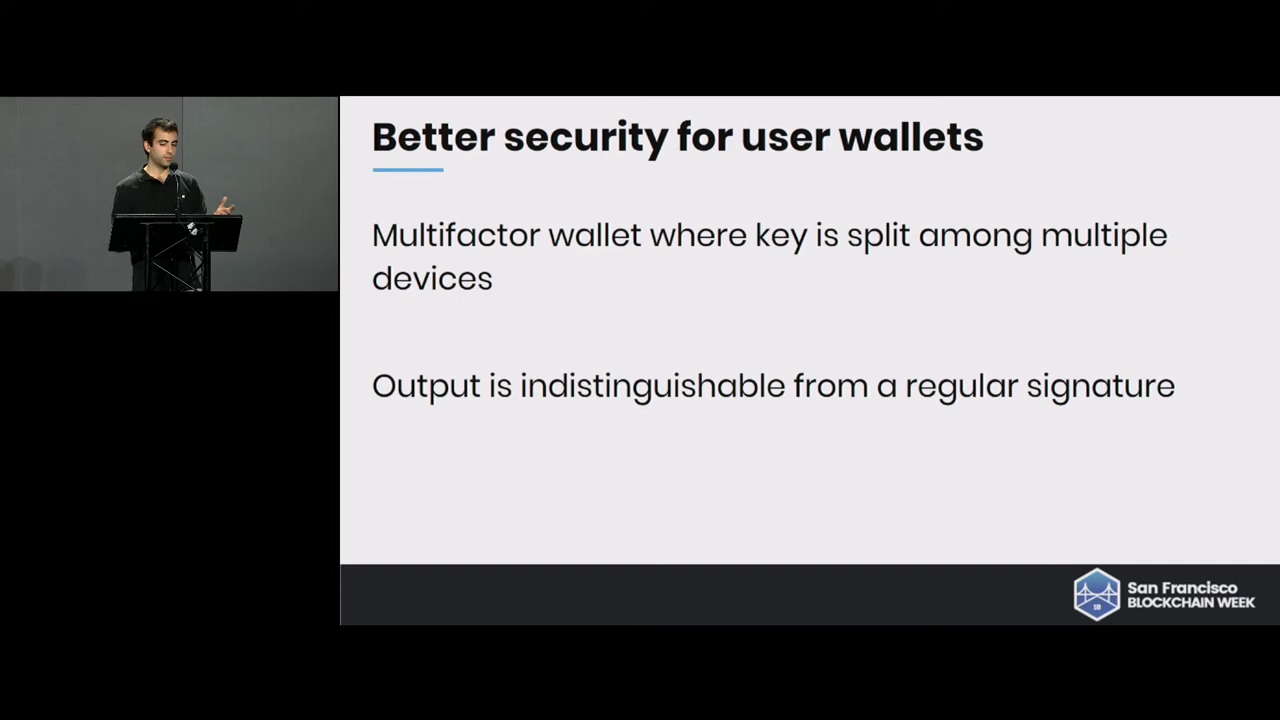 Better security for user wallets
Multifactor wallet where key is split among multiple
devices
Output is indistinguishable from a regular signature
San Francisco
BLOCKCHAIN WEEK